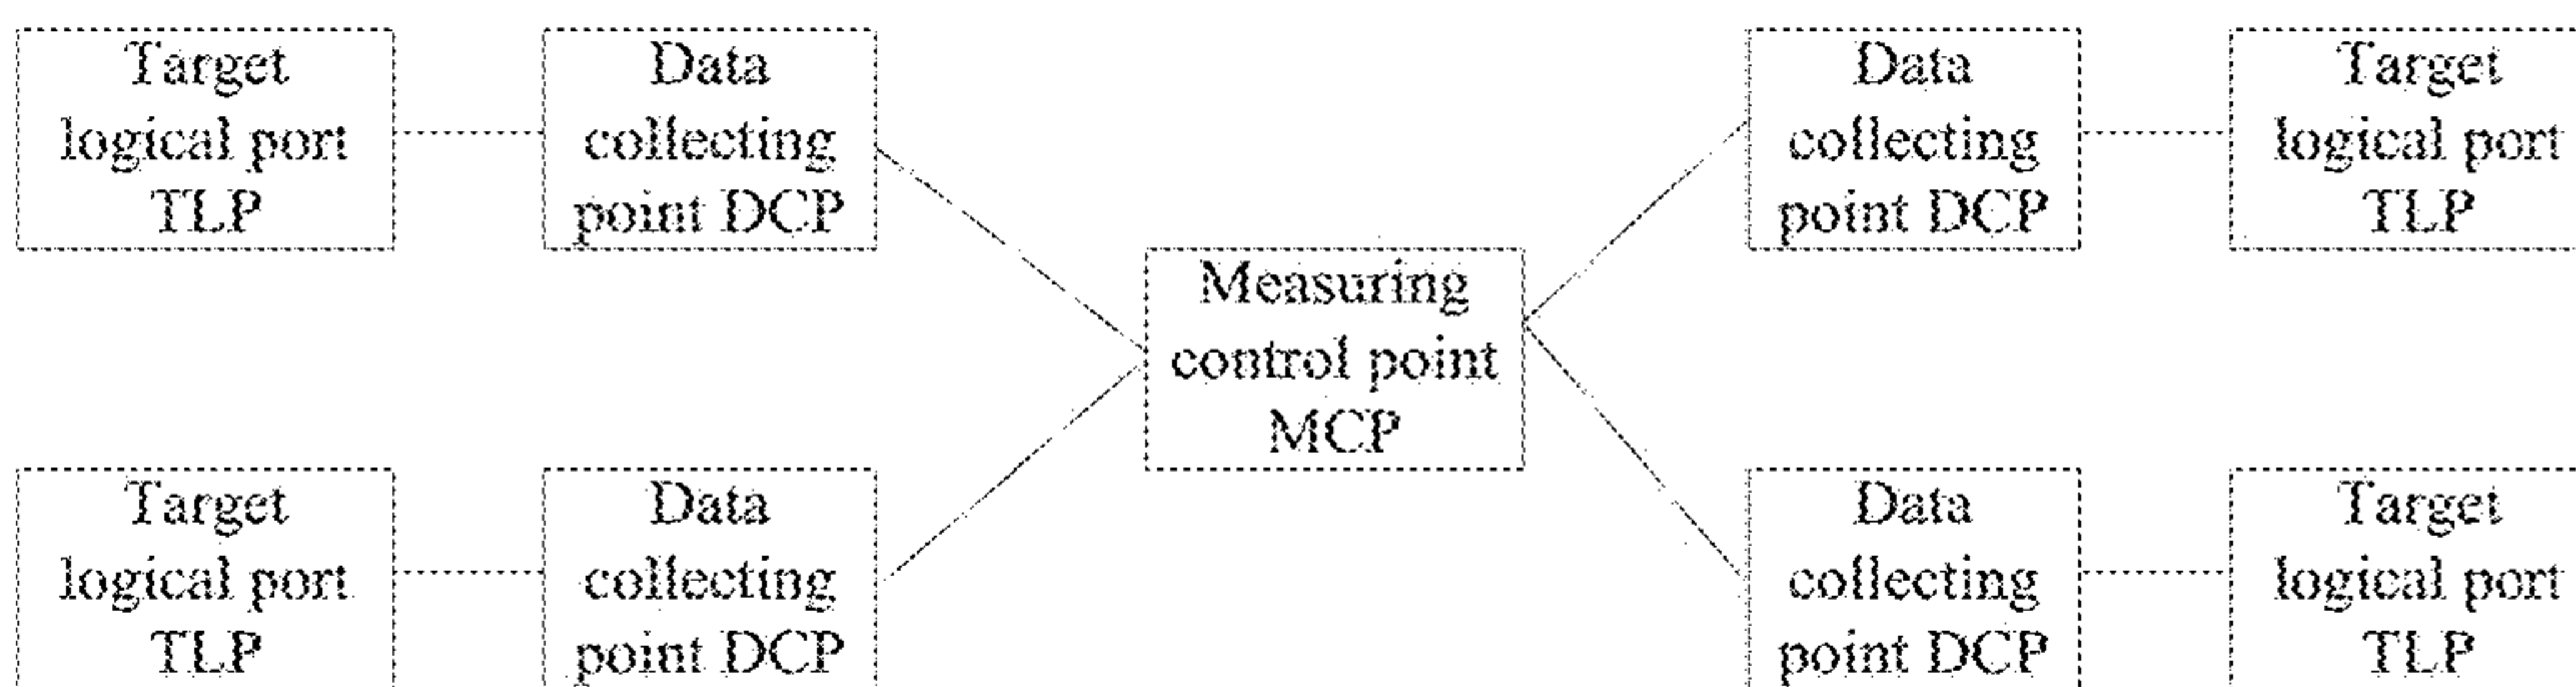 Target
logical port
TLP
Data
collecting
point DCP
Measuring
control point
MCP
Data
collecting
point DCP
Target
logical port
TLP
Target
logical port
TLP
Data
collecting
point DCP
Data
collecting
point DCP
Target
logical port
TLP